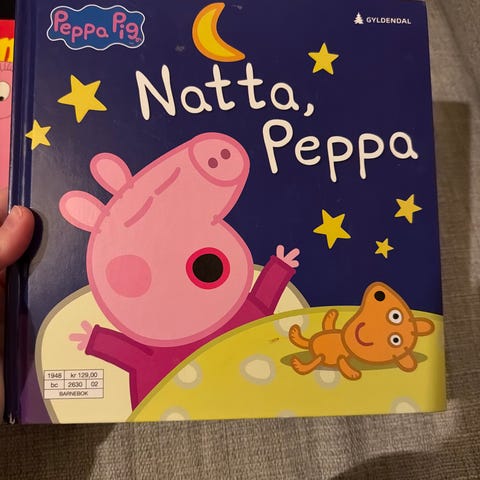 Peppa Pig
GYLDENDAL
Natta,
Peppa
1948 kr 129,00
bc 2630 02
BARNEBOK